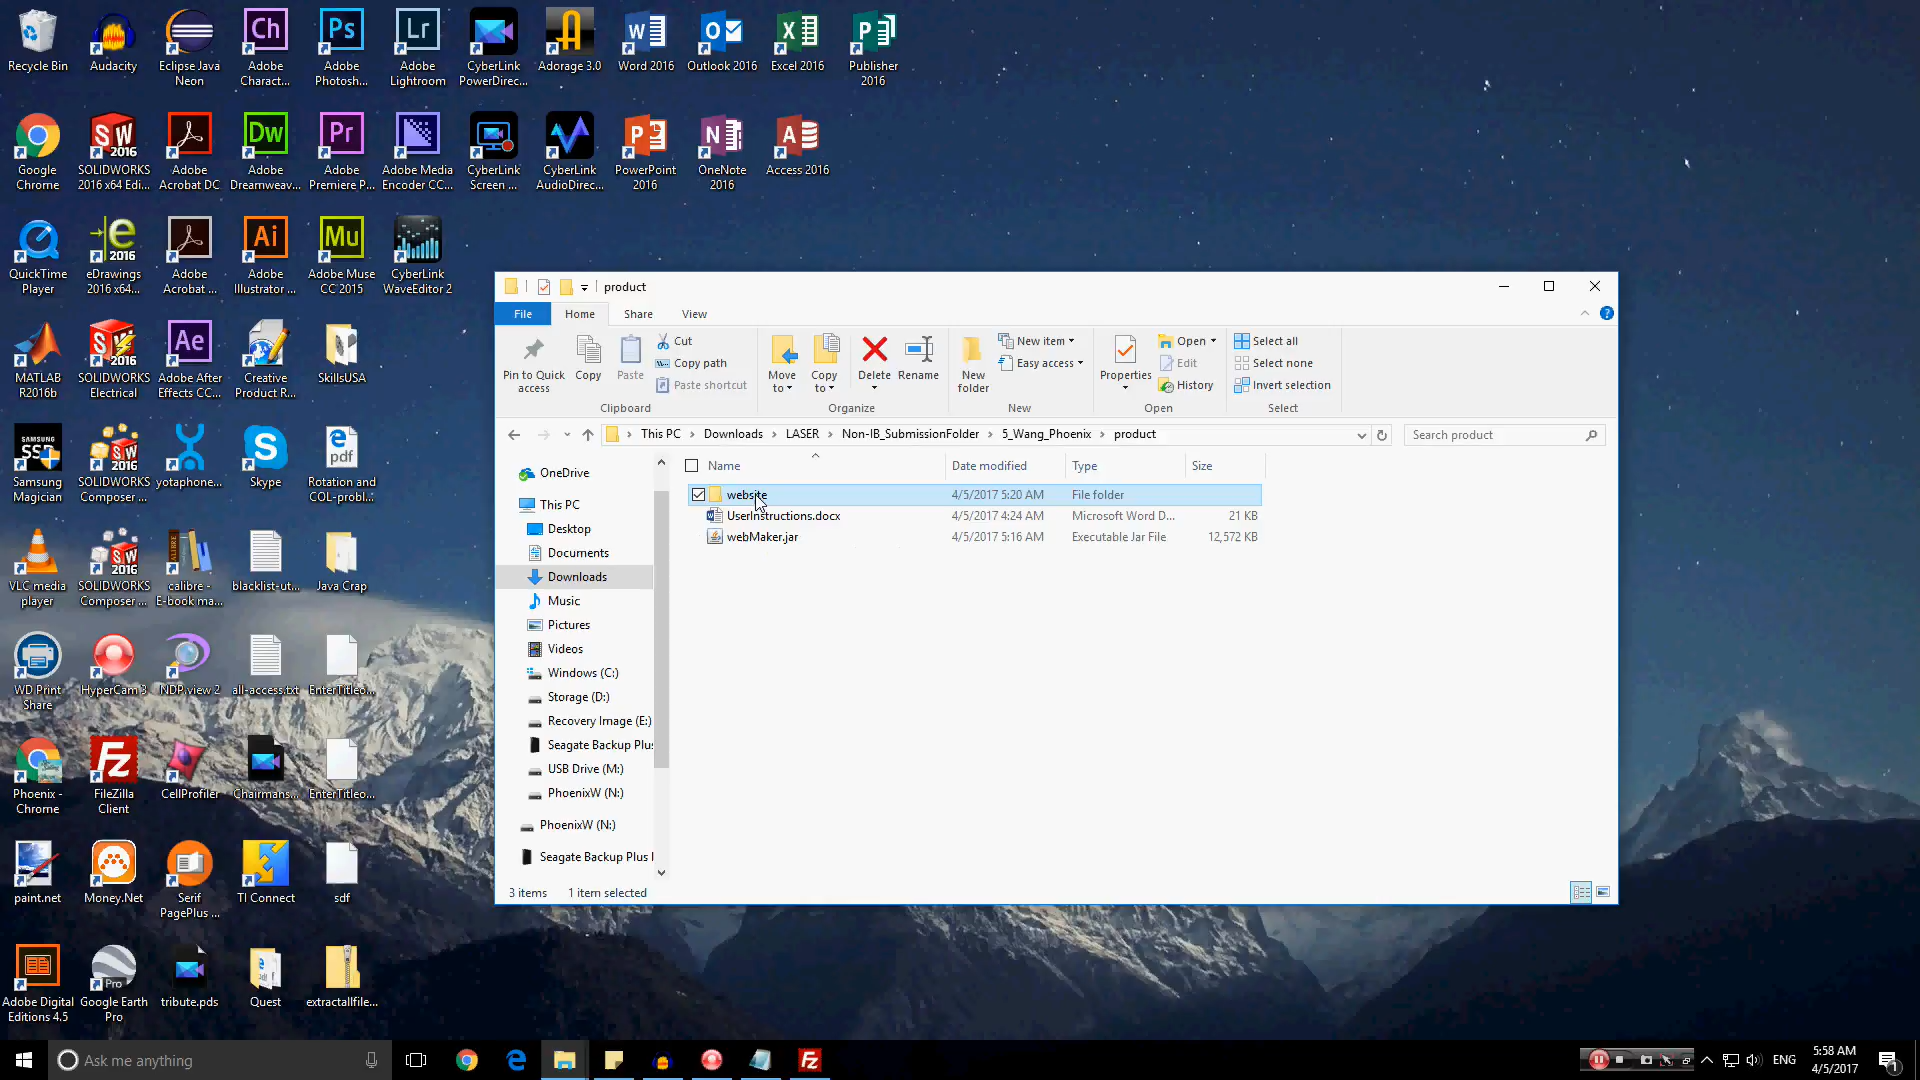 Recycle Bin
Audacity
Eclipse Java
Neon
Adobe
Charact...
Adobe
Photosh...
Adobe
Lightroom
CyberLink
PowerDirec...
Adorage 3.0
Word 2016
Outlook 2016
Excel 2016
Publisher
2016
Google
Chrome
SOLIDWORKS
2016 x64 Edi...
Adobe
Acrobat DC
Adobe
Dreamweav...
Adobe
Premiere P...
Adobe Media
Encoder CC...
CyberLink
Screen ...
CyberLink
AudioDirec...
PowerPoint
2016
OneNote
2016
Access 2016
QuickTime
Player
eDrawings
2016 x64...
Adobe
Acrobat ...
Adobe
Illustrator ...
Adobe Muse
CC 2015
CyberLink
WaveEditor 2
MATLAB
R2016b
SOLIDWORKS
Electrical
Adobe After
Effects CC...
Creative
Product R...
SkillsUSA
Samsung
Magician
SOLIDWORKS
Composer ...
yotaphone...
Skype
Rotation and
COL-probl...
VLC media
player
SOLIDWORKS
Composer ...
calibre -
E-book ma...
blacklist-ut...
Java Crap
WD Print
Share
HyperCam 3
NDP.view 2
all-access.txt
EnterTitleo...
Phoenix -
Chrome
FileZilla
Client
CellProfiler
Chairmans...
EnterTitleo...
paint.net
Money.Net
Serif
PagePlus ...
TI Connect
sdf
Adobe Digital
Editions 4.5
Google Earth
Pro
tribute.pds
Quest
extractallfile...
product
File
Home
Share
View
Pin to Quick
access
Copy
Paste
Cut
Copy path
Paste shortcut
Clipboard
Move
to
Copy
to
Delete
Rename
Organize
New
folder
New item
Easy access
New
Properties
Open
Edit
History
Open
Select all
Select none
Invert selection
Select
This PC > Downloads > LASER > Non-IB_SubmissionFolder > 5_Wang_Phoenix > product
Search product
OneDrive
This PC
Desktop
Documents
Downloads
Music
Pictures
Videos
Windows (C:)
Storage (D:)
Recovery Image (E:)
Seagate Backup Plus
USB Drive (M:)
PhoenixW (N:)
PhoenixW (N:)
Seagate Backup Plus
Name Date modified Type Size
website 4/5/2017 5:20 AM File folder
UserInstructions.docx 4/5/2017 4:24 AM Microsoft Word D... 21 KB
webMaker.jar 4/5/2017 5:16 AM Executable Jar File 12,572 KB
3 items 1 item selected
Ask me anything
ENG
5:58 AM
4/5/2017